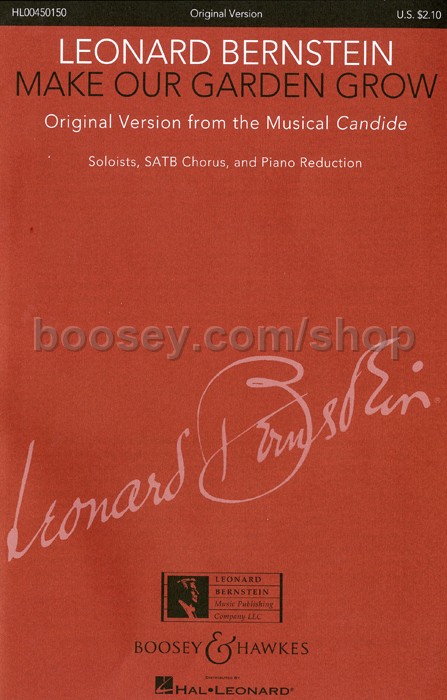 HL00450150 Original Version U.S. $2.10
LEONARD BERNSTEIN
MAKE OUR GARDEN GROW
Original Version from the Musical Candide
Soloists, SATB Chorus, and Piano Reduction
boosey.com/shop
Leonard Bernstein
LEONARD
BERNSTEIN
Music Publishing
Company LLC
BOOSEY & HAWKES
DISTRIBUTED BY
HAL•LEONARD®